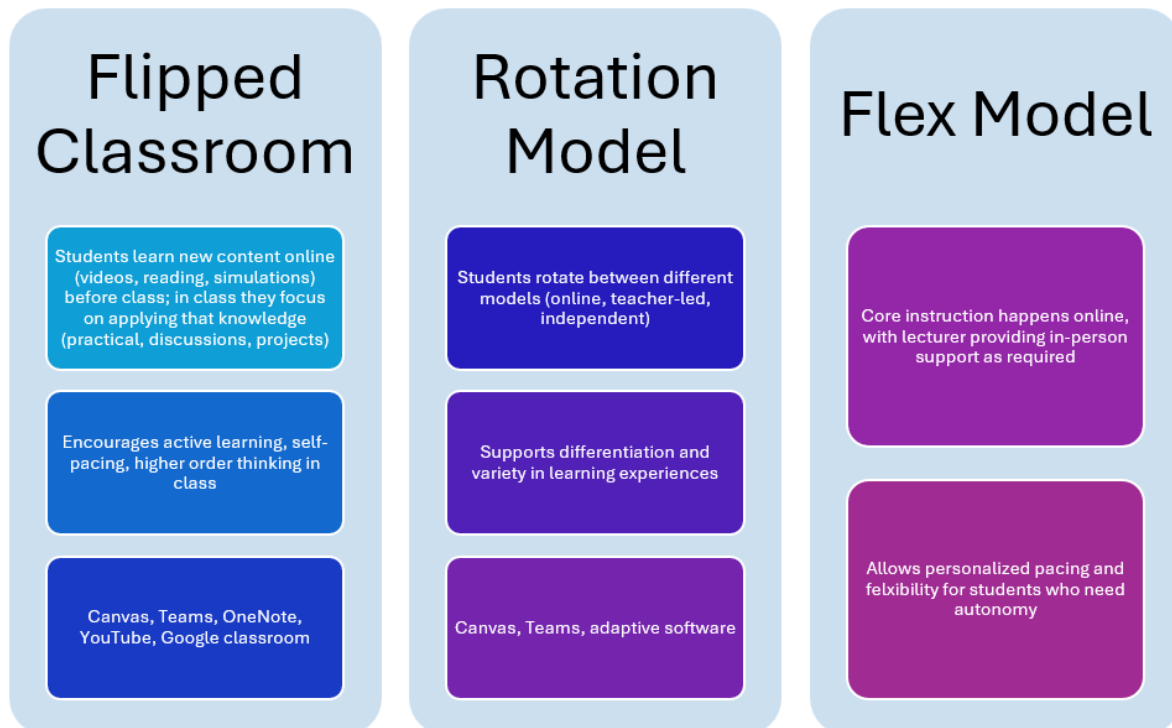 Flipped
Classroom
Students learn new content online
(videos, reading, simulations)
before class; in class they focus
on applying that knowledge
(practical, discussions, projects)
Encourages active learning, self-
pacing, higher order thinking in
class
Canvas, Teams, OneNote,
YouTube, Google classroom
Rotation
Model
Students rotate between different
models (online, teacher-led,
independent)
Supports differentiation and
variety in learning experiences
Canvas, Teams, adaptive software
Flex Model
Core instruction happens online,
with lecturer providing in-person
support as required
Allows personalized pacing and
felxibility for students who need
autonomy